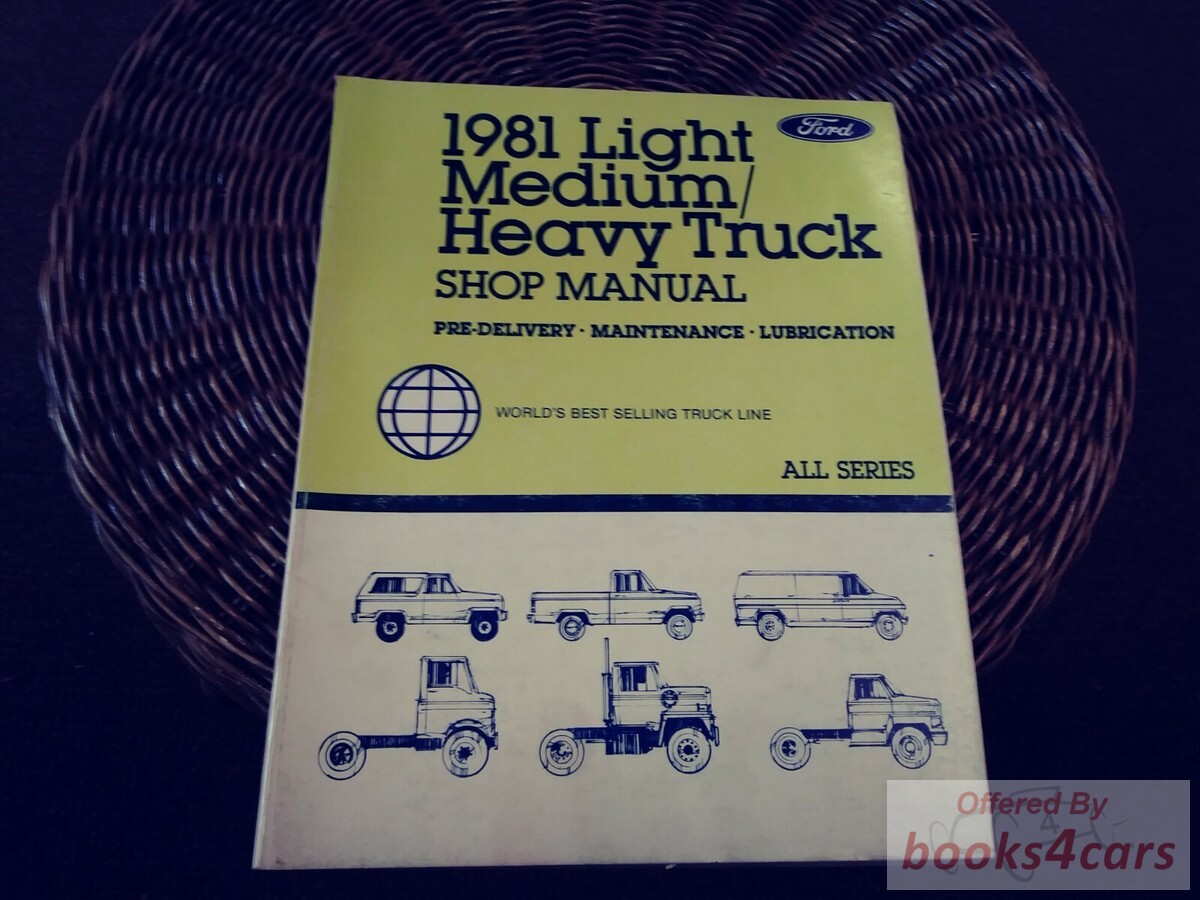 1981 Light
Ford
Medium/
Heavy Truck
SHOP MANUAL
PRE-DELIVERY · MAINTENANCE · LUBRICATION
WORLD'S BEST SELLING TRUCK LINE
ALL SERIES
Offered By
books4cars